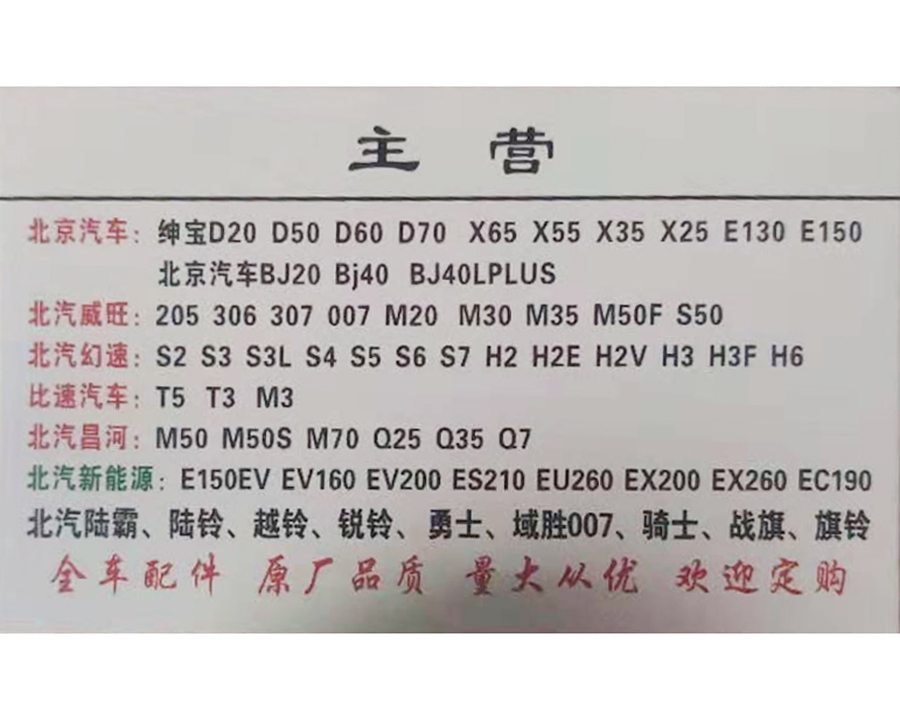 主 营
北京汽车: 绅宝D20 D50 D60 D70 X65 X55 X35 X25 E130 E150
北京汽车BJ20 Bj40 BJ40LPLUS
北汽威旺: 205 306 307 007 M20 M30 M35 M50F S50
北汽幻速: S2 S3 S3L S4 S5 S6 S7 H2 H2E H2V H3 H3F H6
比速汽车: T5 T3 M3
北汽昌河: M50 M50S M70 Q25 Q35 Q7
北汽新能源: E150EV EV160 EV200 ES210 EU260 EX200 EX260 EC190
北汽陆霸、陆铃、越铃、锐铃、勇士、域胜007、骑士、战旗、旗铃
全车配件 原厂品质 量大从优 欢迎定购